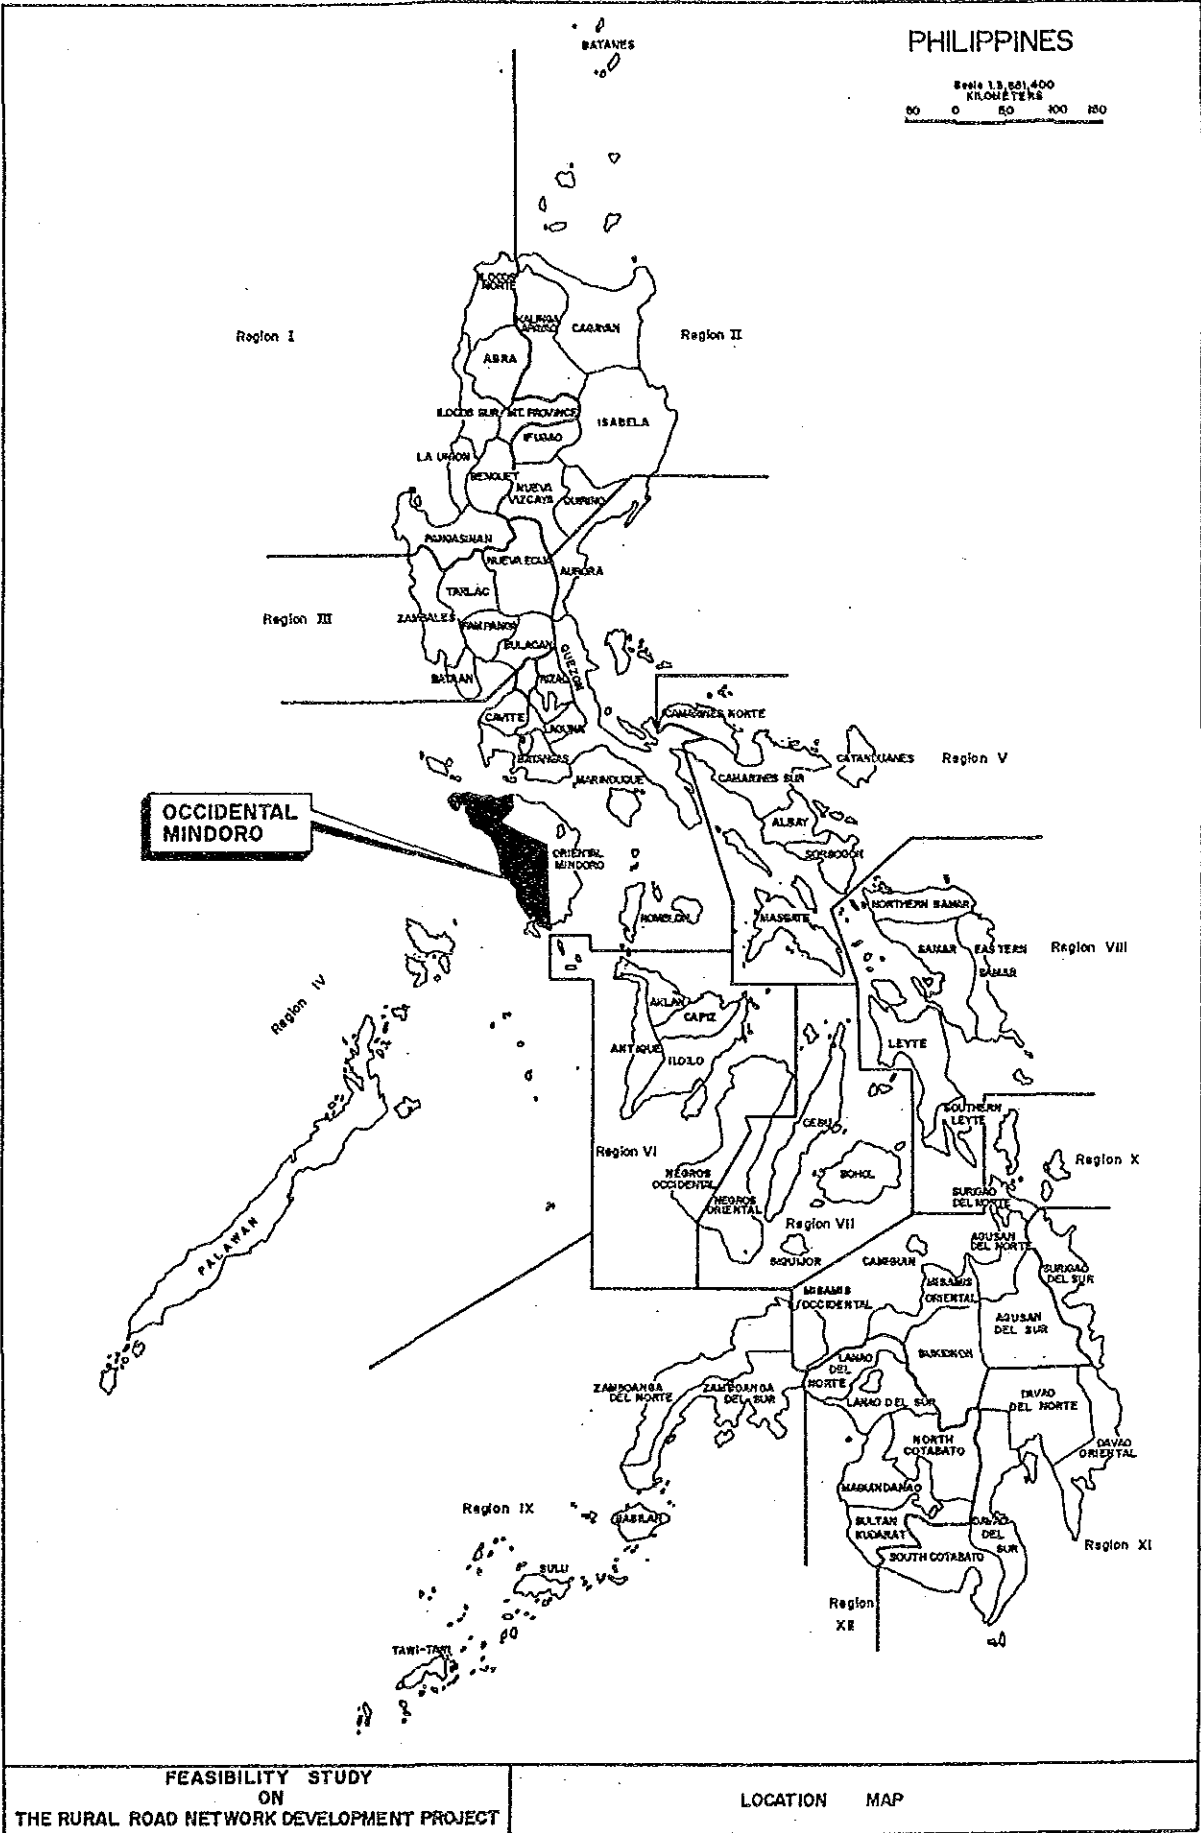 PHILIPPINES
KILOMETERS
50 0 50 100 150
BATANES
ILOCOS
NORTE
CAGAYAN
Region I
Region II
ABRA
ILOCOS SUR
MT. PROVINCE
ISABELA
IFUGAO
LA UNION
BENGUET
NUEVA
VIZCAYA
QUIRINO
PANGASINAN
NUEVA ECIJA
AURORA
TARLAC
Region III
ZAMBALES
PAMPANGA
BULACAN
QUEZON
BATAAN
RIZAL
CAMARINES NORTE
CAVITE
LAGUNA
BATANGAS
CATANDUANES
Region V
MARINDUQUE
CAMARINES SUR
OCCIDENTAL
MINDORO
ALBAY
ORIENTAL
MINDORO
SORSOGON
NORTHERN SAMAR
ROMBLON
MASBATE
SAMAR
EASTERN
SAMAR
Region VIII
Region IV
AKLAN
CAPIZ
ANTIQUE
ILOILO
LEYTE
CEBU
SOUTHERN
LEYTE
Region VI
Region X
NEGROS
OCCIDENTAL
BOHOL
NEGROS
ORIENTAL
SURIGAO
DEL NORTE
PALAWAN
Region VII
AGUSAN
DEL NORTE
SIQUIJOR
CAMIGUIN
SURIGAO
DEL SUR
MISAMIS
OCCIDENTAL
MISAMIS
ORIENTAL
AGUSAN
DEL SUR
BUKIDNON
LANAO
DEL
NORTE
ZAMBOANGA
DEL NORTE
ZAMBOANGA
DEL SUR
LANAO DEL SUR
DAVAO
DEL NORTE
NORTH
COTABATO
DAVAO
ORIENTAL
MAGUINDANAO
Region IX
BASILAN
SULTAN
KUDARAT
DAVAO
DEL
SUR
SOUTH COTABATO
Region XI
SULU
Region
XII
TAWI-TAWI
FEASIBILITY STUDY
ON
THE RURAL ROAD NETWORK DEVELOPMENT PROJECT
LOCATION MAP